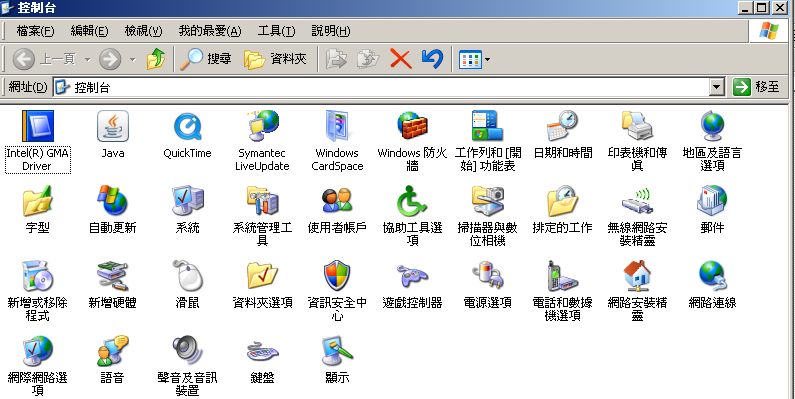 控制台
檔案(F) 編輯(E) 檢視(V) 我的最愛(A) 工具(T) 說明(H)
上一頁 搜尋 資料夾
網址(D) 控制台 移至
Intel(R) GMA Driver
Java
QuickTime
Symantec LiveUpdate
Windows CardSpace
Windows 防火牆
工作列和 [開始] 功能表
日期和時間
印表機和傳真
地區及語言選項
字型
自動更新
系統
系統管理工具
使用者帳戶
協助工具選項
掃描器與數位相機
排定的工作
無線網路安裝精靈
郵件
新增或移除程式
新增硬體
滑鼠
資料夾選項
資訊安全中心
遊戲控制器
電源選項
電話和數據機選項
網路安裝精靈
網路連線
網際網路選項
語音
聲音及音訊裝置
鍵盤
顯示